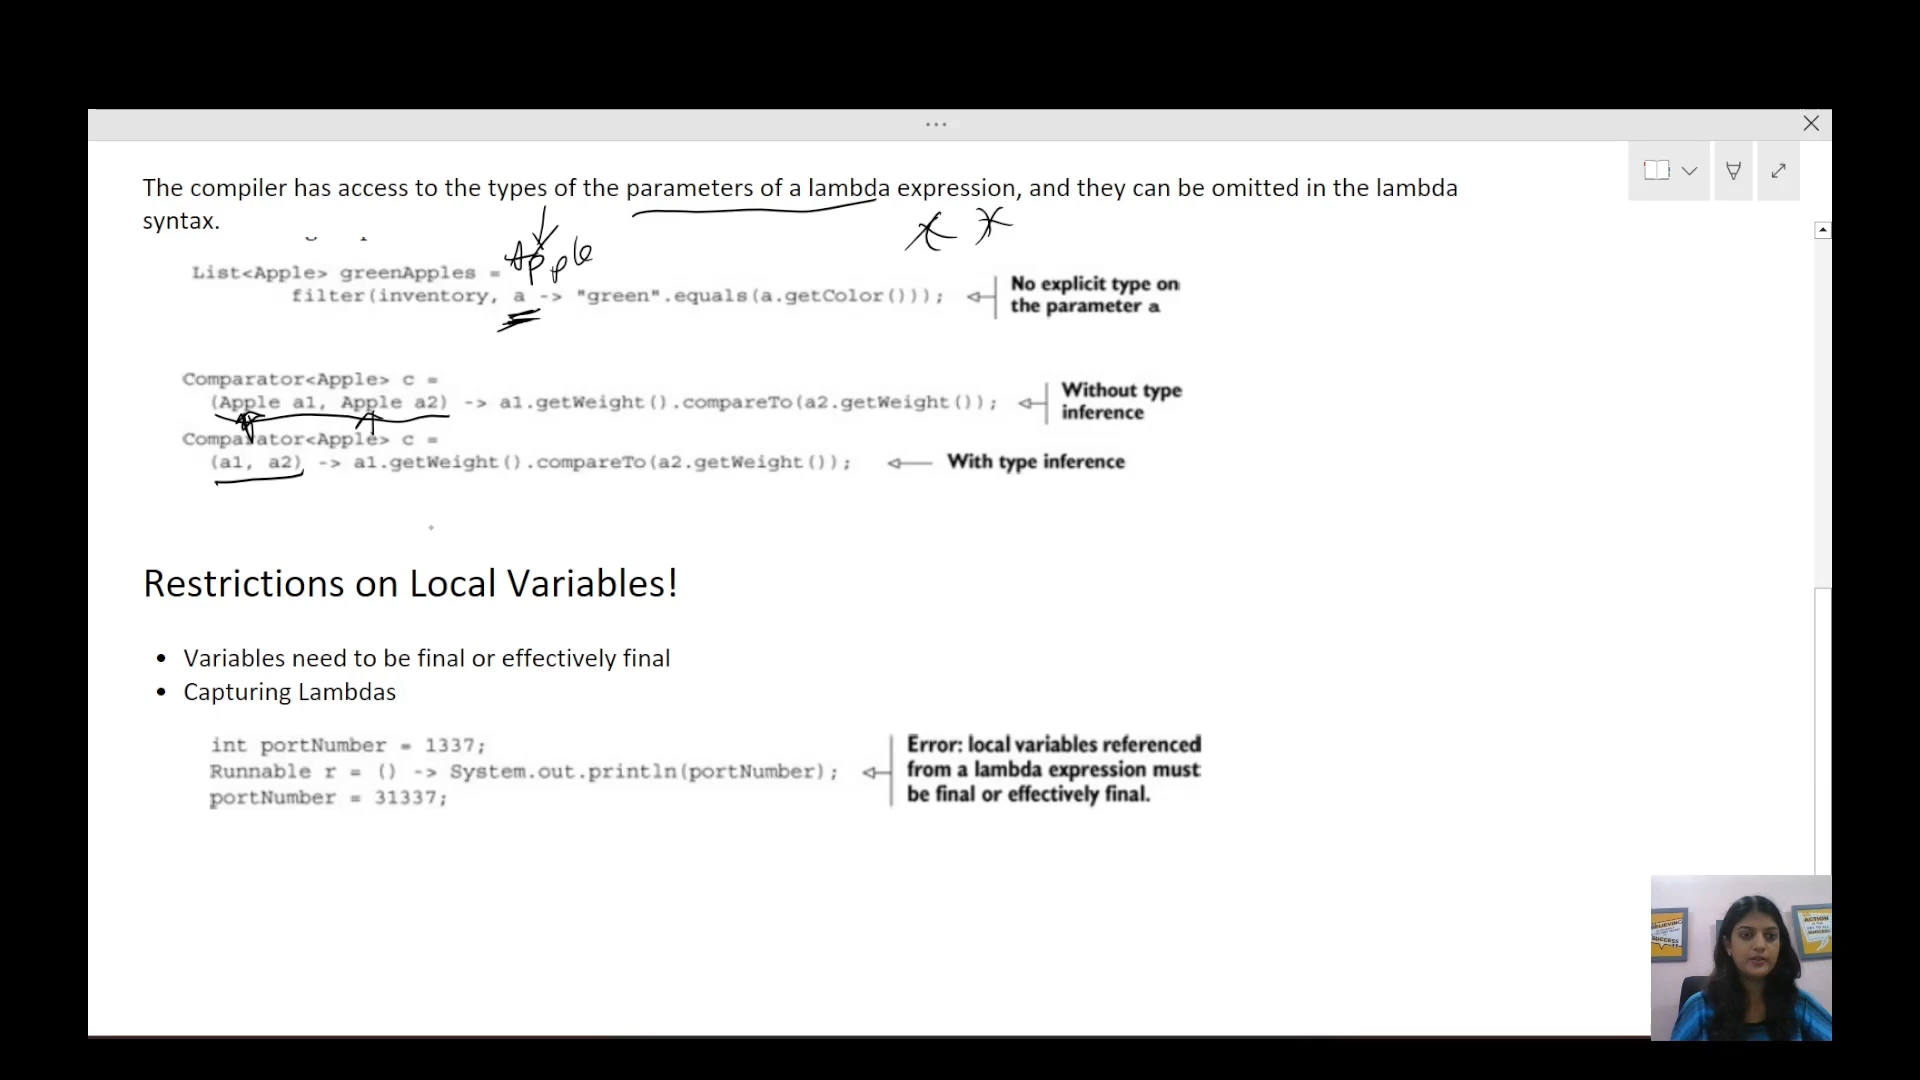 ...
The compiler has access to the types of the parameters of a lambda expression, and they can be omitted in the lambda
syntax.
Apple
List<Apple> greenApples =
filter(inventory, a -> "green".equals(a.getColor()));
No explicit type on
the parameter a
Comparator<Apple> c =
(Apple a1, Apple a2) -> a1.getWeight().compareTo(a2.getWeight());
Without type
inference
Comparator<Apple> c =
(a1, a2) -> a1.getWeight().compareTo(a2.getWeight());
With type inference
Restrictions on Local Variables!
• Variables need to be final or effectively final
• Capturing Lambdas
int portNumber = 1337;
Runnable r = () -> System.out.println(portNumber);
portNumber = 31337;
Error: local variables referenced
from a lambda expression must
be final or effectively final.
BELIEVING
SUCCESS
ACTION
SUCCESS